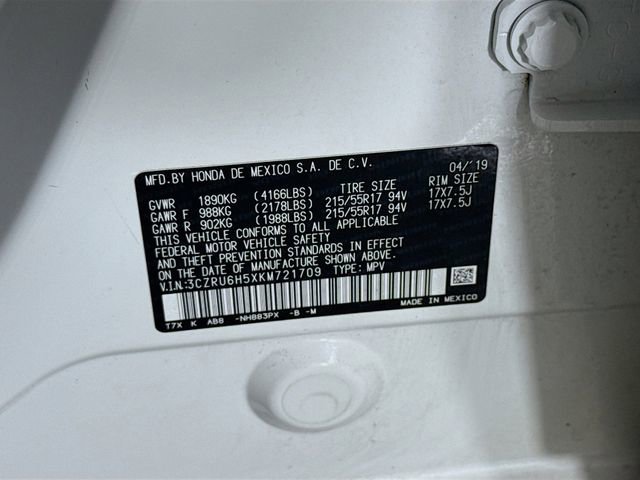 MFD.BY HONDA DE MEXICO S.A. DE C.V. 04/'19
TIRE SIZE RIM SIZE
GVWR 1890KG (4166LBS)
GAWR F 988KG (2178LBS) 215/55R17 94V 17X7.5J
GAWR R 902KG (1988LBS) 215/55R17 94V 17X7.5J
THIS VEHICLE CONFORMS TO ALL APPLICABLE
FEDERAL MOTOR VEHICLE SAFETY
AND THEFT PREVENTION STANDARDS IN EFFECT
ON THE DATE OF MANUFACTURE SHOWN ABOVE.
V.I.N:3CZRU6H5XKM721709 TYPE: MPV
MADE IN MEXICO
T7X K AB8 -NH883PX -B -M